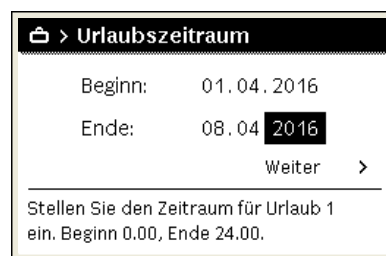 > Urlaubszeitraum
Beginn: 01.04.2016
Ende: 08.04 2016
Weiter >
Stellen Sie den Zeitraum für Urlaub 1
ein. Beginn 0.00, Ende 24.00.